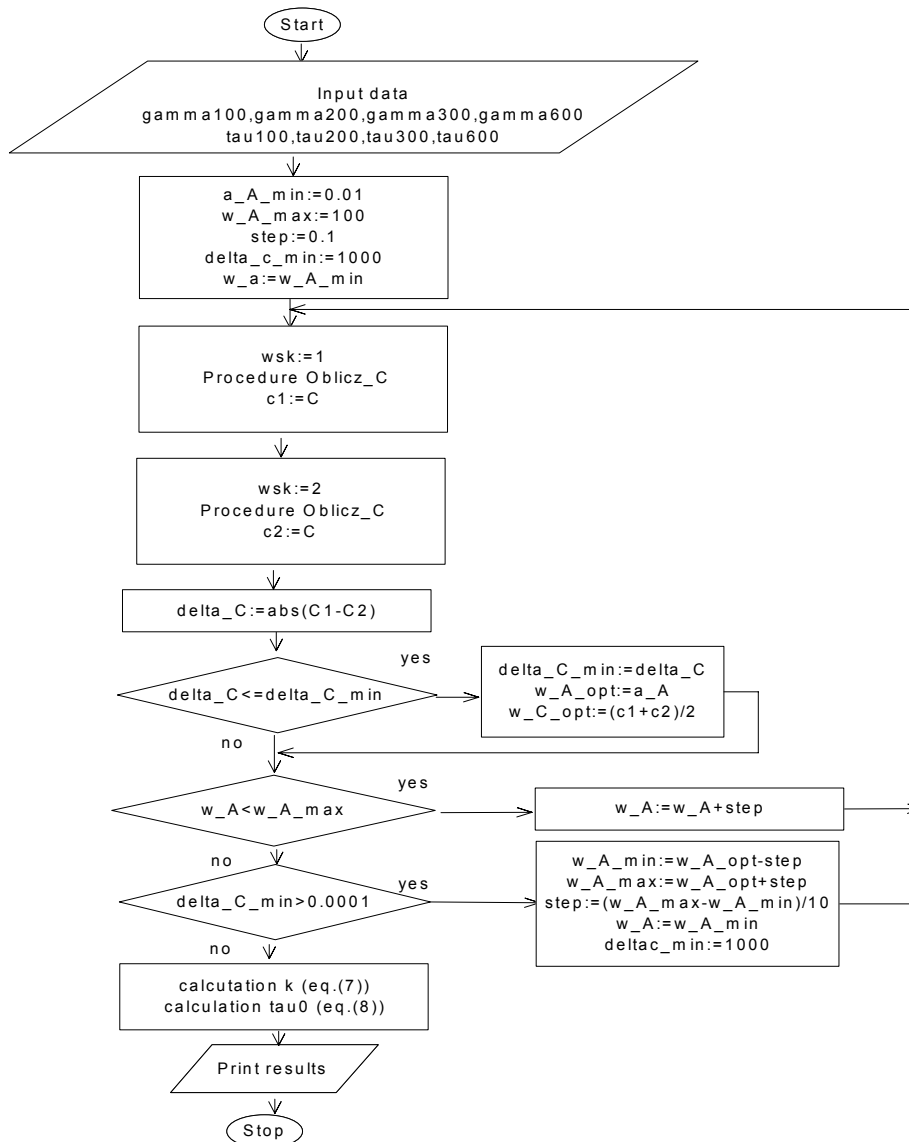 Start
Input data
gamma100,gamma200,gamma300,gamma600
tau100,tau200,tau300,tau600
a_A_min:=0.01
w_A_max:=100
step:=0.1
delta_c_min:=1000
w_a:=w_A_min
wsk:=1
Procedure Oblicz_C
c1:=C
wsk:=2
Procedure Oblicz_C
c2:=C
delta_C:=abs(C1-C2)
delta_C<=delta_C_min
yes
delta_C_min:=delta_C
w_A_opt:=a_A
w_C_opt:=(c1+c2)/2
no
w_A<w_A_max
yes
w_A:=w_A+step
no
delta_C_min>0.0001
yes
w_A_min:=w_A_opt-step
w_A_max:=w_A_opt+step
step:=(w_A_max-w_A_min)/10
w_A:=w_A_min
deltac_min:=1000
no
calcutation k (eq.(7))
calculation tau0 (eq.(8))
Print results
Stop